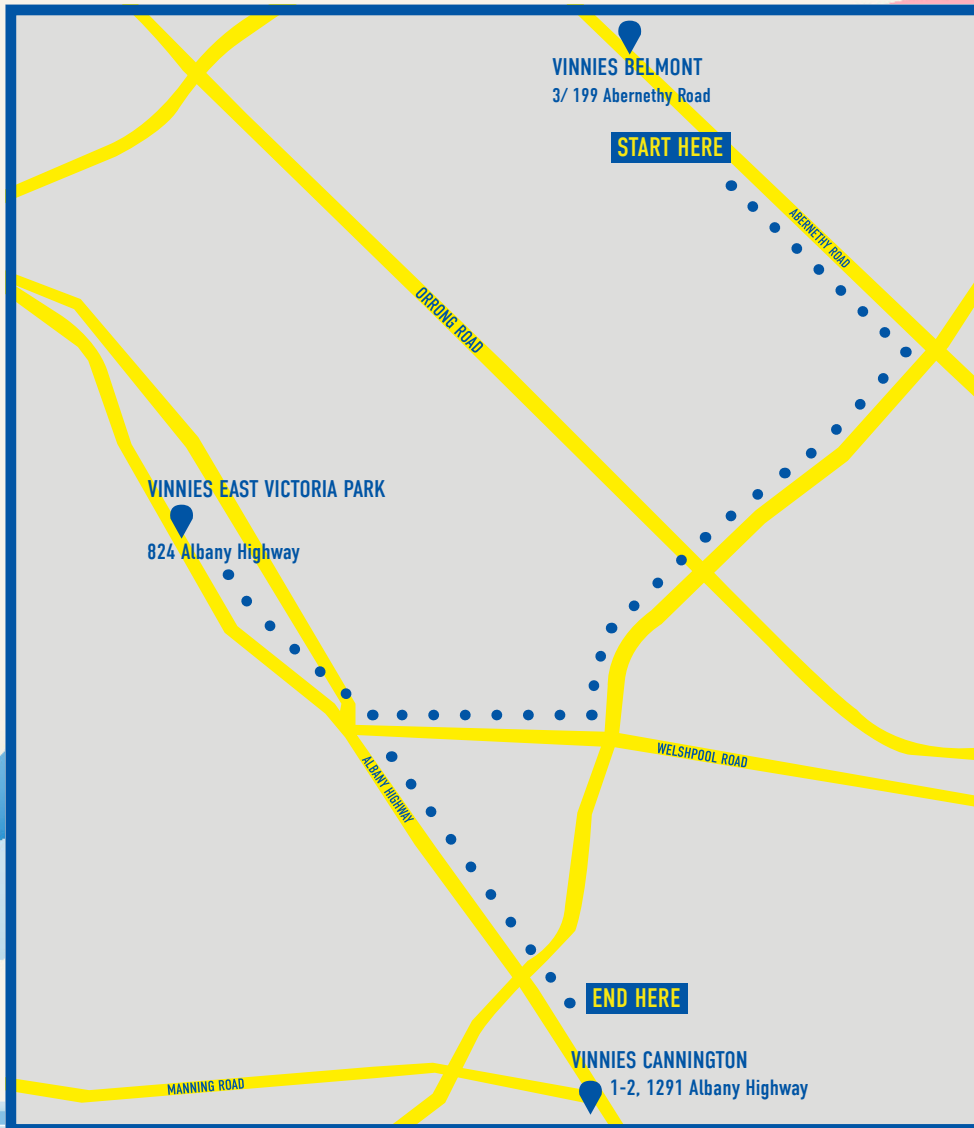 VINNIES BELMONT
3/ 199 Abernethy Road
START HERE
ABERNETHY ROAD
ORRONG ROAD
VINNIES EAST VICTORIA PARK
824 Albany Highway
WELSHPOOL ROAD
ALBANY HIGHWAY
END HERE
VINNIES CANNINGTON
1-2, 1291 Albany Highway
MANNING ROAD